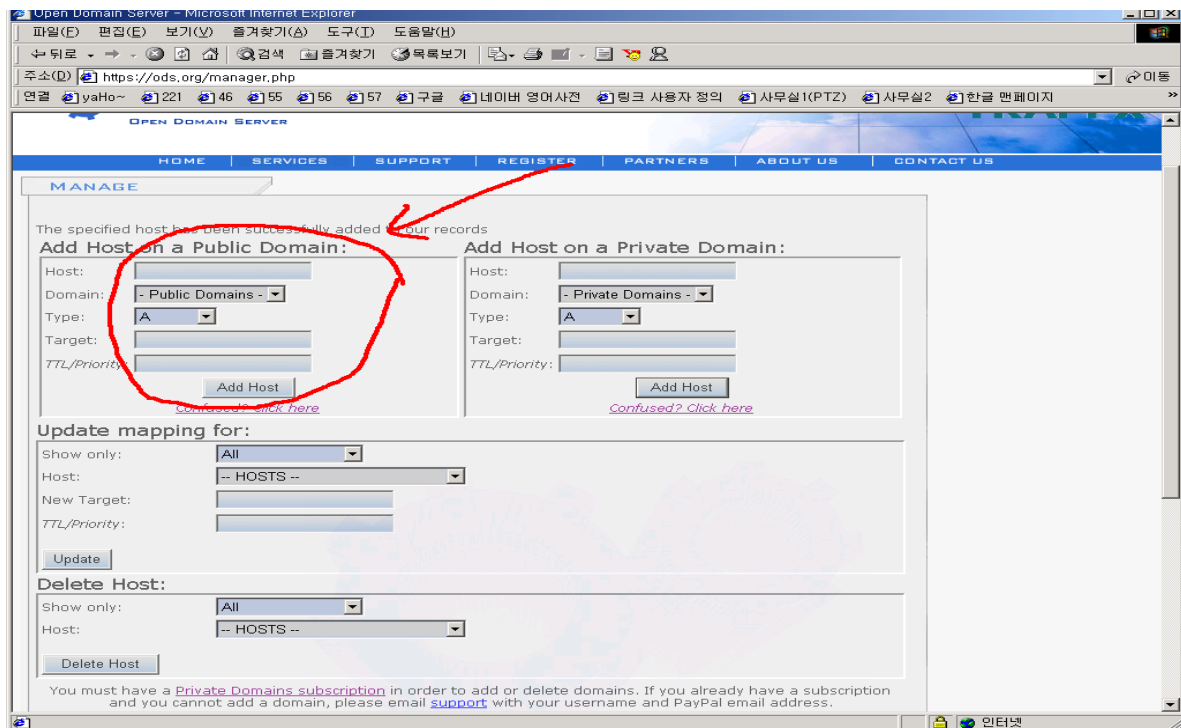 Open Domain Server - Microsoft Internet Explorer
파일(F) 편집(E) 보기(V) 즐겨찾기(A) 도구(T) 도움말(H)
뒤로 검색 즐겨찾기 목록보기
주소(D) https://ods.org/manager.php 이동
연결 yaHo~ 221 46 55 56 57 구글 네이버 영어사전 링크 사용자 정의 사무실1(PTZ) 사무실2 한글 맨페이지 »
OPEN DOMAIN SERVER
HOME | SERVICES | SUPPORT | REGISTER | PARTNERS | ABOUT US | CONTACT US
MANAGE
The specified host has been successfully added to our records
Add Host on a Public Domain:
Host:
Domain: - Public Domains -
Type: A
Target:
TTL/Priority:
Add Host
Confused? Click here
Add Host on a Private Domain:
Host:
Domain: - Private Domains -
Type: A
Target:
TTL/Priority:
Add Host
Confused? Click here
Update mapping for:
Show only: All
Host: -- HOSTS --
New Target:
TTL/Priority:
Update
Delete Host:
Show only: All
Host: -- HOSTS --
Delete Host
You must have a Private Domains subscription in order to add or delete domains. If you already have a subscription
and you cannot add a domain, please email support with your username and PayPal email address.
인터넷